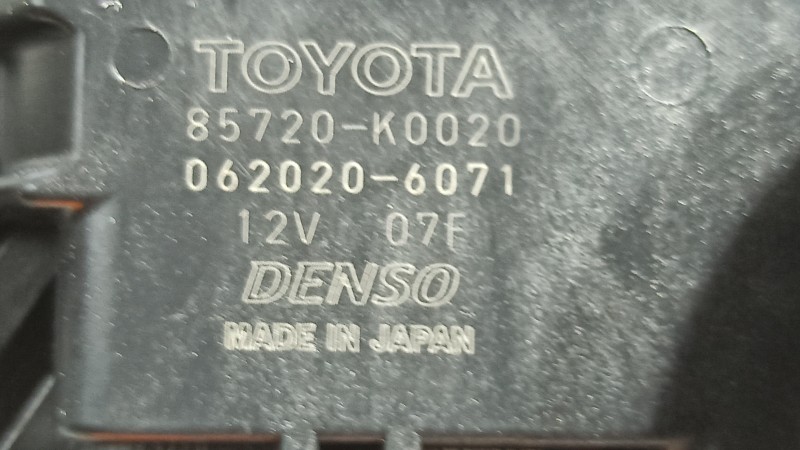 TOYOTA
85720-K0020
062020-6071
12V 07F
DENSO
MADE IN JAPAN